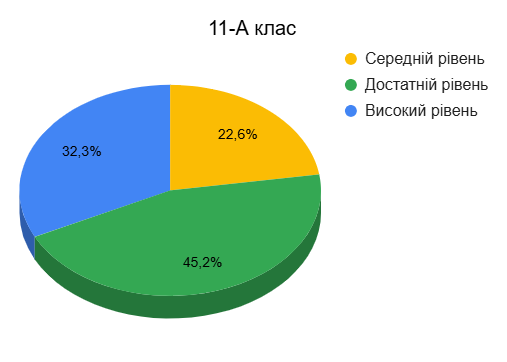 11-А клас
Середній рівень
Достатній рівень
Високий рівень
22,6%
32,3%
45,2%